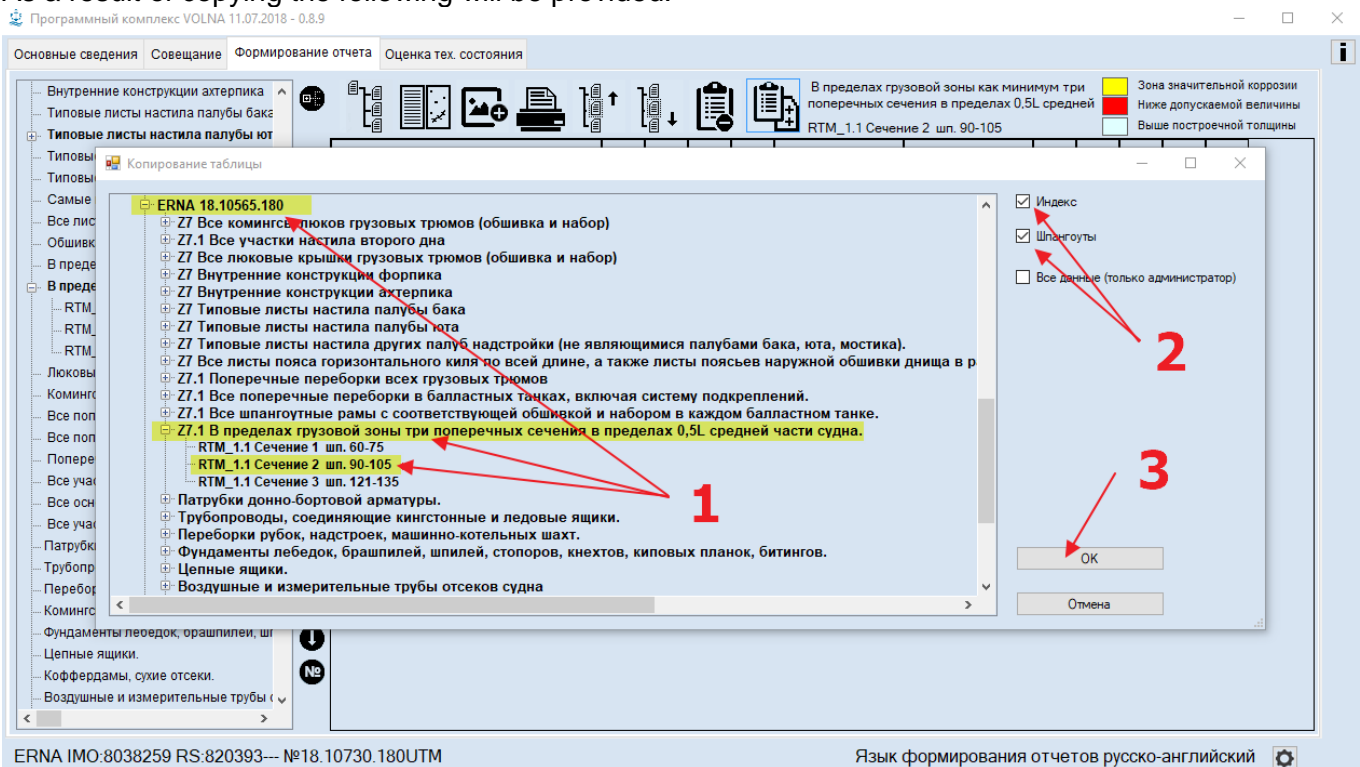 As a result of copying the following will be provided:
Программный комплекс VOLNA 11.07.2018 - 0.8.9
Основные сведения Совещание Формирование отчета Оценка тех. состояния
Внутренние конструкции ахтерпика
Типовые листы настила палубы бака
Типовые листы настила палубы ют
Типовы
Типовы
Самые
Все лис
Обшивк
В преде
В преде
RTM_
RTM_
RTM_
Люковы
Коминго
Все поп
Все поп
Попере
Все учас
Все осн
Все учас
Патрубки
Трубопр
Перебор
Комингс
Фундаменты лебедок, брашпилей, шп
Цепные ящики.
Коффердамы, сухие отсеки.
Воздушные и измерительные трубы о
№
В пределах грузовой зоны как минимум три
поперечных сечения в пределах 0,5L средней
RTM_1.1 Сечение 2 шп. 90-105
Зона значительной коррозии
Ниже допускаемой величины
Выше построечной толщины
i
Копирование таблицы
ERNA 18.10565.180
Z7 Все комингсы люков грузовых трюмов (обшивка и набор)
Z7.1 Все участки настила второго дна
Z7 Все люковые крышки грузовых трюмов (обшивка и набор)
Z7 Внутренние конструкции форпика
Z7 Внутренние конструкции ахтерпика
Z7 Типовые листы настила палубы бака
Z7 Типовые листы настила палубы юта
Z7 Типовые листы настила других палуб надстройки (не являющимися палубами бака, юта, мостика).
Z7 Все листы пояса горизонтального киля по всей длине, а также листы поясьев наружной обшивки днища в р
Z7.1 Поперечные переборки всех грузовых трюмов
Z7.1 Все поперечные переборки в балластных танках, включая систему подкреплений.
Z7.1 Все шпангоутные рамы с соответствующей обшивкой и набором в каждом балластном танке.
Z7.1 В пределах грузовой зоны три поперечных сечения в пределах 0,5L средней части судна.
RTM_1.1 Сечение 1 шп. 60-75
RTM_1.1 Сечение 2 шп. 90-105
RTM_1.1 Сечение 3 шп. 121-135
Патрубки донно-бортовой арматуры.
Трубопроводы, соединяющие кингстонные и ледовые ящики.
Переборки рубок, надстроек, машинно-котельных шахт.
Фундаменты лебедок, брашпилей, шпилей, стопоров, кнехтов, киповых планок, битингов.
Цепные ящики.
Воздушные и измерительные трубы отсеков судна
Индекс
Шпангоуты
Все данные (только администратор)
1
2
3
OK
Отмена
ERNA IMO:8038259 RS:820393--- №18.10730.180UTM
Язык формирования отчетов русско-английский